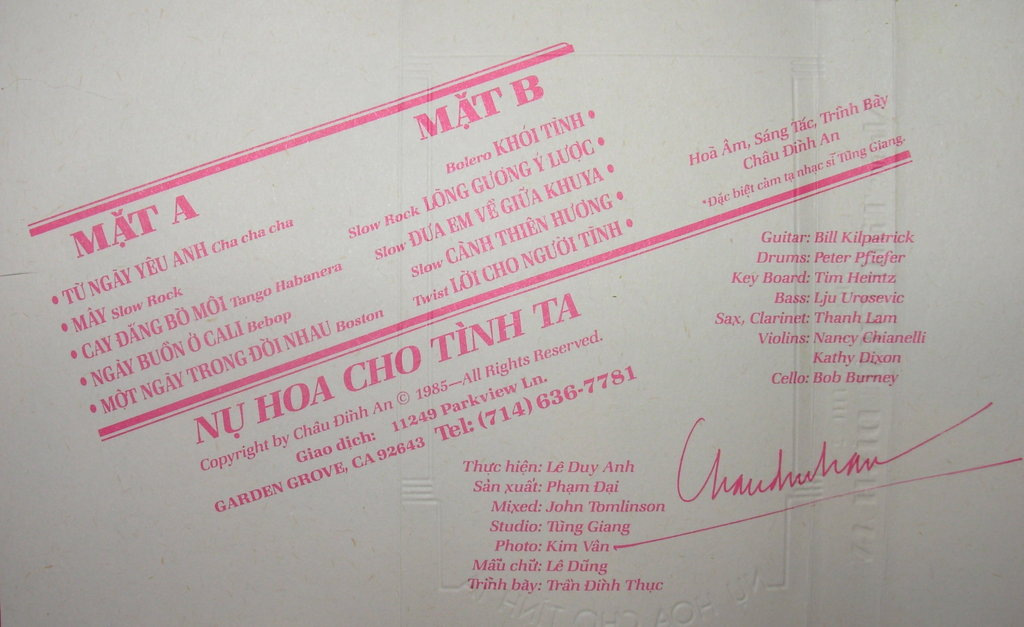 MẶT A
• TỪ NGÀY YÊU ANH Cha cha cha
• MÂY Slow Rock
• CAY ĐẮNG BỜ MÔI Tango Habanera
• NGÀY BUỒN Ở CALI Bebop
• MỘT NGÀY TRONG ĐỜI NHAU Boston
MẶT B
Bolero KHÓI TÌNH •
Slow Rock LÒNG GƯƠNG Ý LƯỢC •
Slow ĐƯA EM VỀ GIỮA KHUYA •
Slow CÀNH THIÊN HƯƠNG •
Twist LỜI CHO NGƯỜI TÌNH •
Hoà Âm, Sáng Tác, Trình Bày
Châu Đình An
*Đặc biệt cảm tạ nhạc sĩ Tùng Giang.
NỤ HOA CHO TÌNH TA
Copyright by Châu Đình An © 1985—All Rights Reserved.
Giao dịch: 11249 Parkview Ln.
GARDEN GROVE, CA 92643 Tel: (714) 636-7781
Guitar: Bill Kilpatrick
Drums: Peter Pfiefer
Key Board: Tim Heintz
Bass: Lju Urosevic
Sax, Clarinet: Thanh Lam
Violins: Nancy Chianelli
Kathy Dixon
Cello: Bob Burney
Thực hiện: Lê Duy Anh
Sản xuất: Phạm Dại
Mixed: John Tomlinson
Studio: Tùng Giang
Photo: Kim Vân
Mẫu chữ: Lê Dũng
Trình bày: Trần Đình Thục